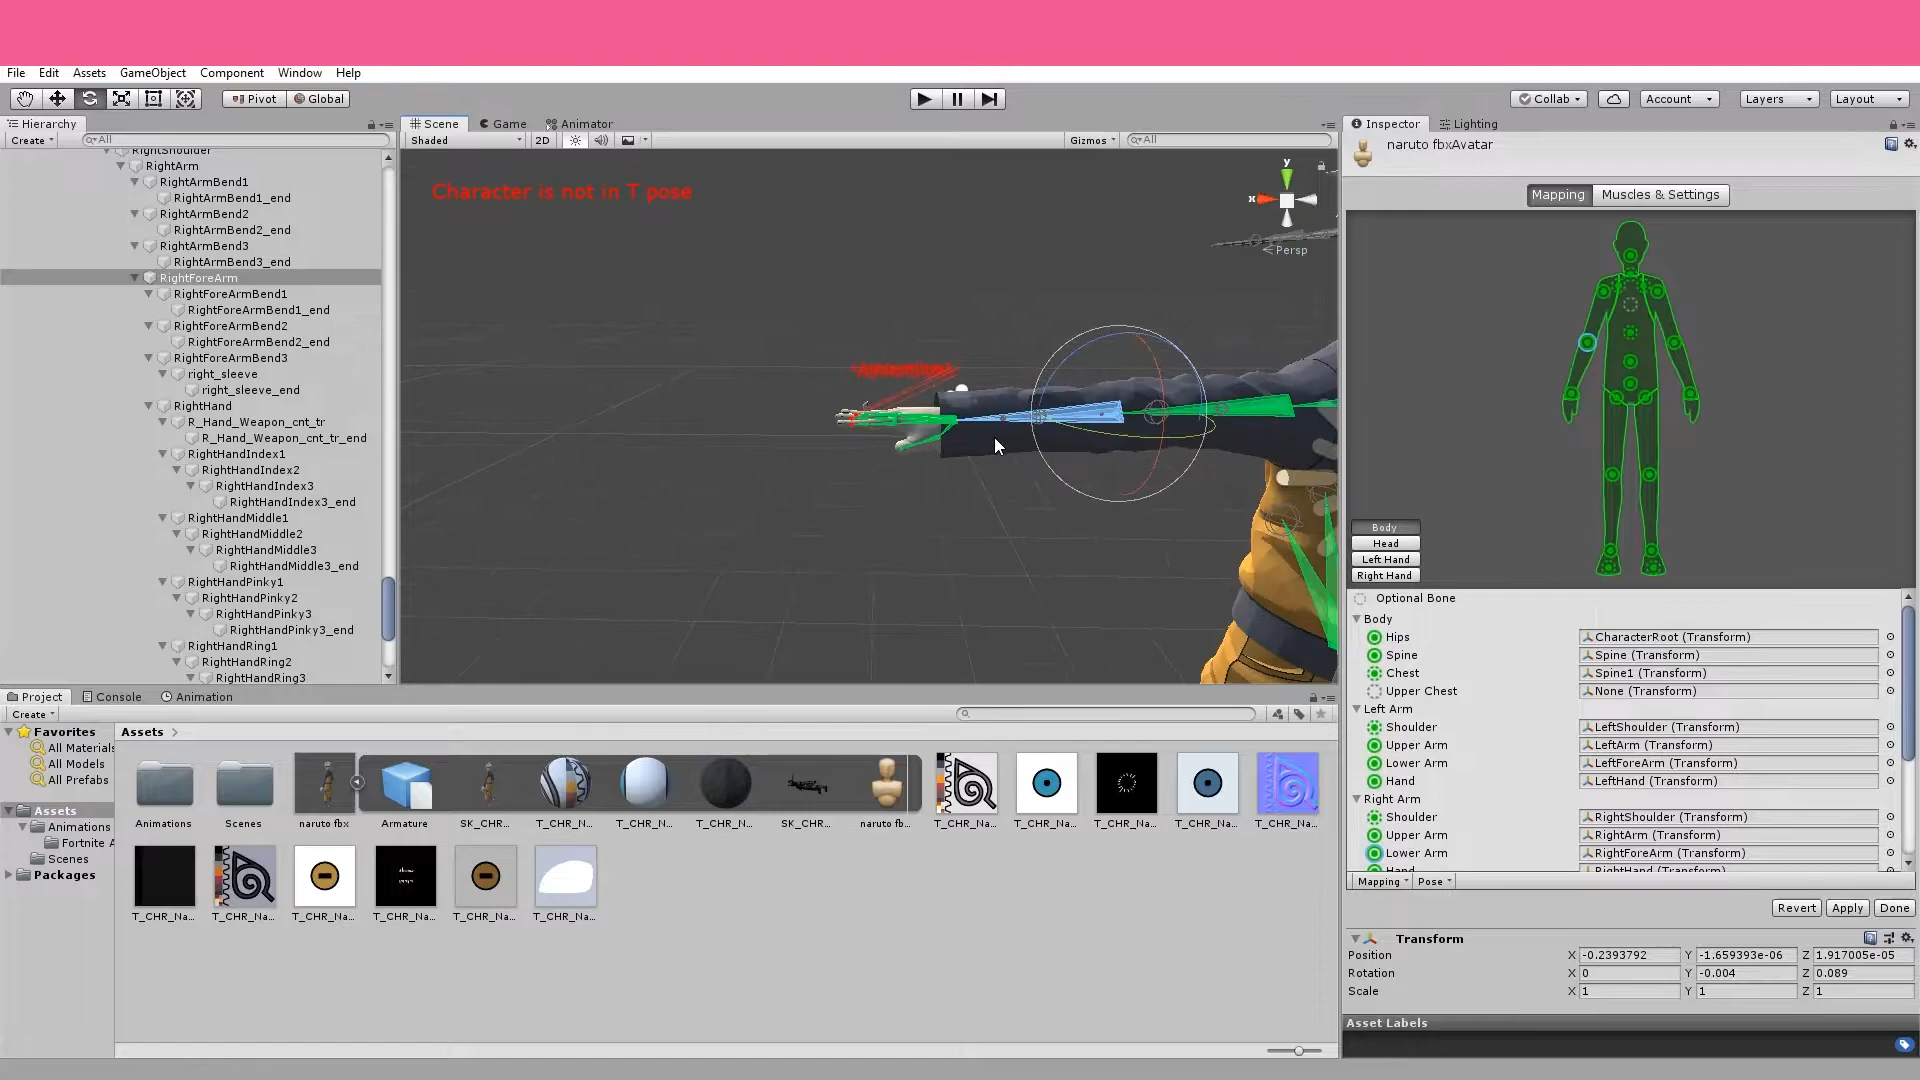 File Edit Assets GameObject Component Window Help
Pivot Global
Collab Account Layers Layout
Hierarchy
Create All
RightShoulder
RightArm
RightArmBend1
RightArmBend1_end
RightArmBend2
RightArmBend2_end
RightArmBend3
RightArmBend3_end
RightForeArm
RightForeArmBend1
RightForeArmBend1_end
RightForeArmBend2
RightForeArmBend2_end
RightForeArmBend3
right_sleeve
right_sleeve_end
RightHand
R_Hand_Weapon_cnt_tr
R_Hand_Weapon_cnt_tr_end
RightHandIndex1
RightHandIndex2
RightHandIndex3
RightHandIndex3_end
RightHandMiddle1
RightHandMiddle2
RightHandMiddle3
RightHandMiddle3_end
RightHandPinky1
RightHandPinky2
RightHandPinky3
RightHandPinky3_end
RightHandRing1
RightHandRing2
RightHandRing3
Scene Game Animator
Shaded 2D Gizmos All
Character is not in T pose
y
x
Persp
Inspector Lighting
naruto fbxAvatar
Mapping Muscles & Settings
Body
Head
Left Hand
Right Hand
Optional Bone
Body
Hips CharacterRoot (Transform)
Spine Spine (Transform)
Chest Spine1 (Transform)
Upper Chest None (Transform)
Left Arm
Shoulder LeftShoulder (Transform)
Upper Arm LeftArm (Transform)
Lower Arm LeftForeArm (Transform)
Hand LeftHand (Transform)
Right Arm
Shoulder RightShoulder (Transform)
Upper Arm RightArm (Transform)
Lower Arm RightForeArm (Transform)
Hand RightHand (Transform)
Mapping Pose
Revert Apply Done
Transform
Position X -0.2393792 Y -1.659393e-06 Z 1.917005e-05
Rotation X 0 Y -0.004 Z 0.089
Scale X 1 Y 1 Z 1
Asset Labels
Project Console Animation
Create
Favorites
All Materials
All Models
All Prefabs
Assets
Animations
Fortnite A
Scenes
Packages
Assets
Animations Scenes naruto fbx Armature SK_CHR... T_CHR_N... T_CHR_N... T_CHR_N... SK_CHR... naruto fb... T_CHR_Na... T_CHR_Na... T_CHR_Na... T_CHR_Na... T_CHR_Na...
T_CHR_Na... T_CHR_Na... T_CHR_Na... T_CHR_Na... T_CHR_Na... T_CHR_Na...